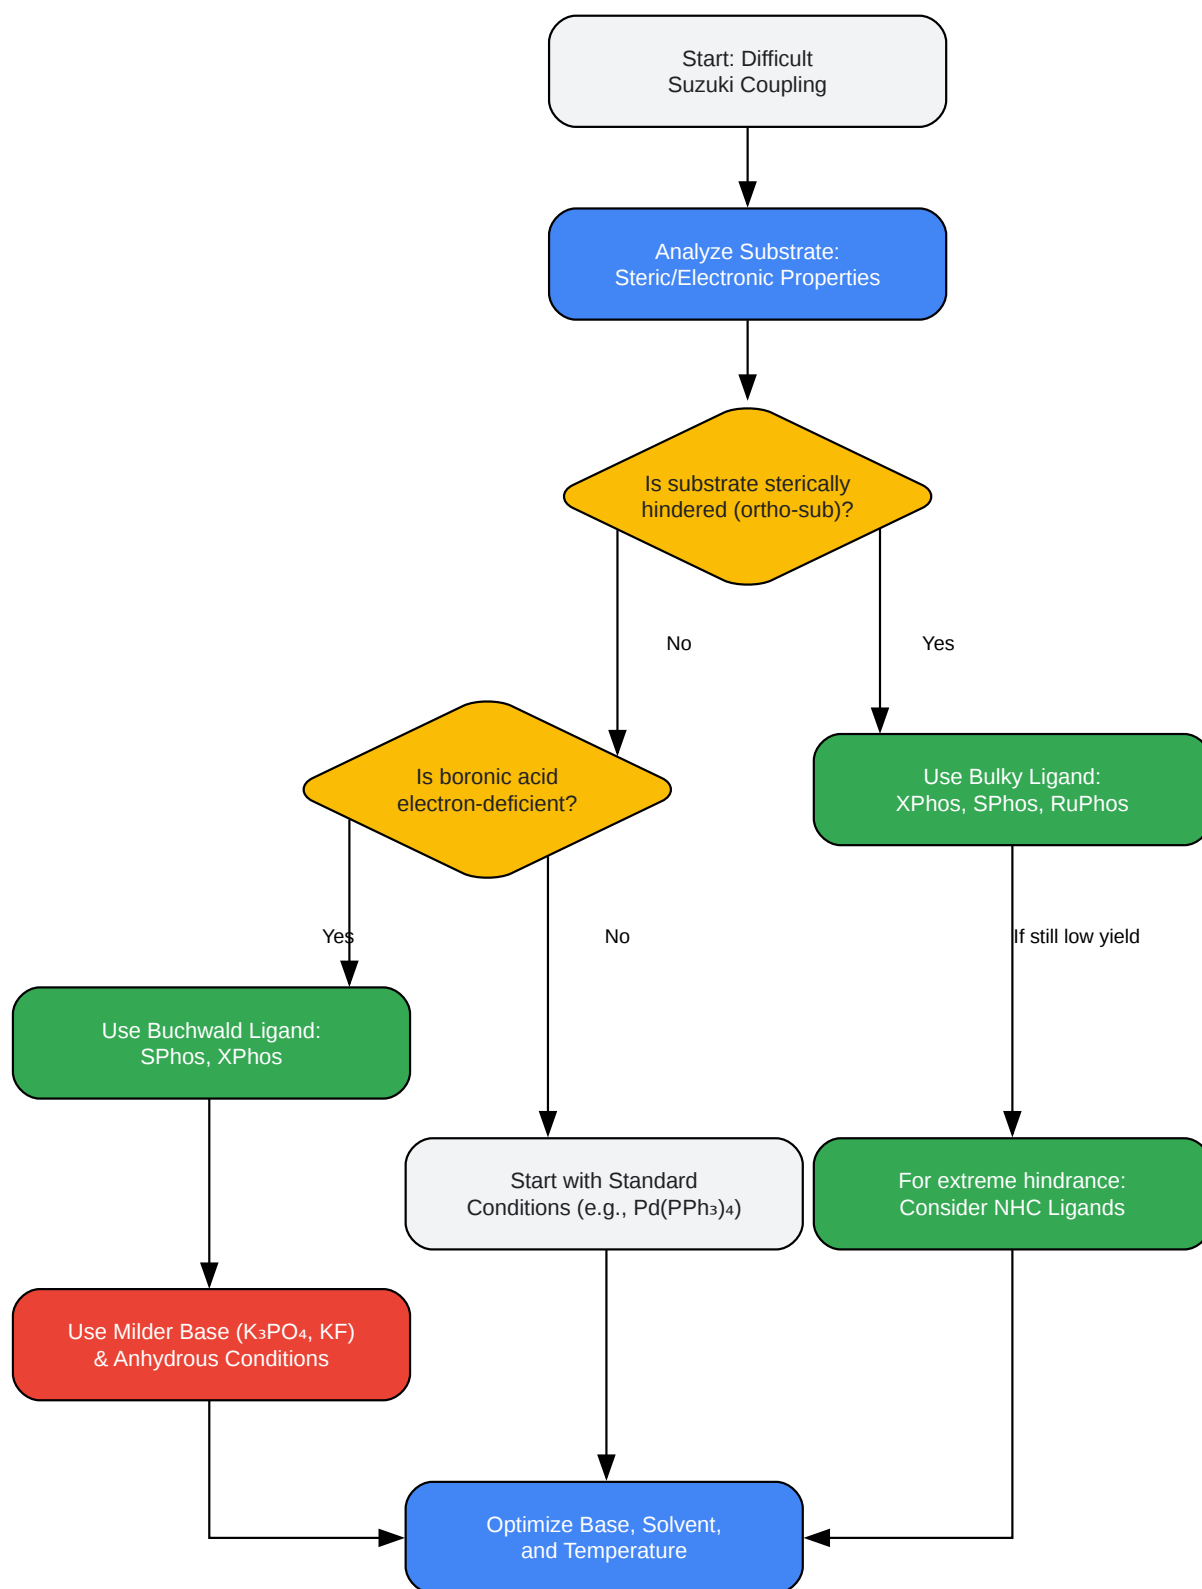 Start: Difficult
Suzuki Coupling
Analyze Substrate:
Steric/Electronic Properties
Is substrate sterically
hindered (ortho-sub)?
No
Yes
Is boronic acid
electron-deficient?
Use Bulky Ligand:
XPhos, SPhos, RuPhos
Yes
No
If still low yield
Use Buchwald Ligand:
SPhos, XPhos
Start with Standard
Conditions (e.g., Pd(PPh₃)₄)
For extreme hindrance:
Consider NHC Ligands
Use Milder Base (K₃PO₄, KF)
& Anhydrous Conditions
Optimize Base, Solvent,
and Temperature